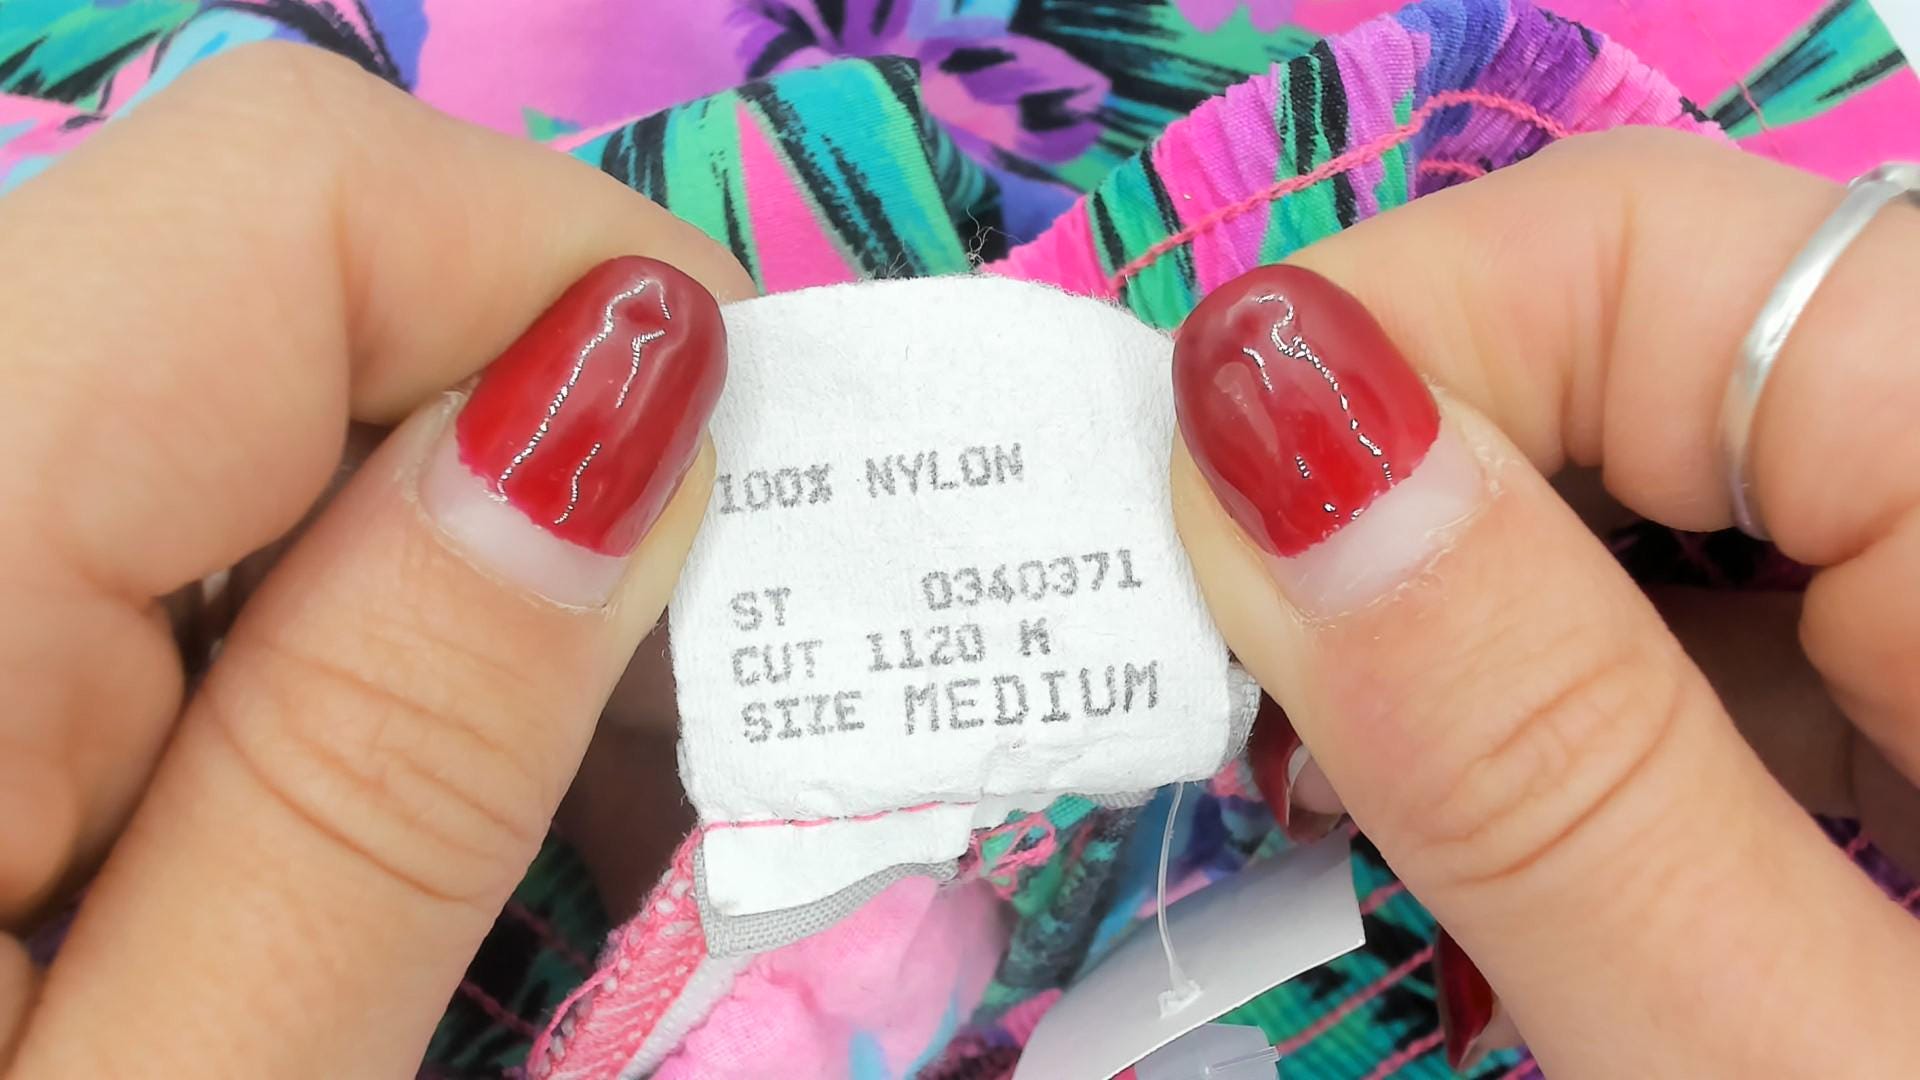 100% NYLON
ST 0340371
CUT 1120 M
SIZE MEDIUM